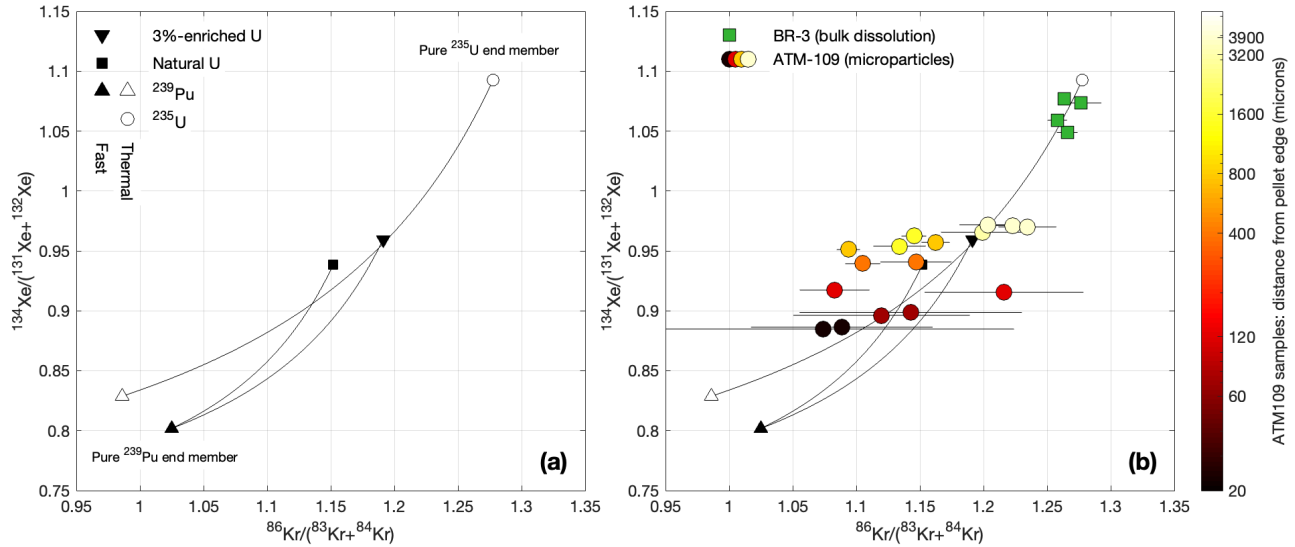 3%-enriched U
Natural U
²³⁹Pu
²³⁵U
Thermal
Fast
Pure ²³⁵U end member
Pure ²³⁹Pu end member
(a)
1.15
1.1
1.05
1
0.95
0.9
0.85
0.8
0.75
¹³⁴Xe/(¹³¹Xe+¹³²Xe)
0.95 1 1.05 1.1 1.15 1.2 1.25 1.3 1.35
⁸⁶Kr/(⁸³Kr+⁸⁴Kr)
BR-3 (bulk dissolution)
ATM-109 (microparticles)
(b)
1.15
1.1
1.05
1
0.95
0.9
0.85
0.8
0.75
¹³⁴Xe/(¹³¹Xe+¹³²Xe)
0.95 1 1.05 1.1 1.15 1.2 1.25 1.3 1.35
⁸⁶Kr/(⁸³Kr+⁸⁴Kr)
3900
3200
1600
800
400
120
60
20
ATM109 samples: distance from pellet edge (microns)